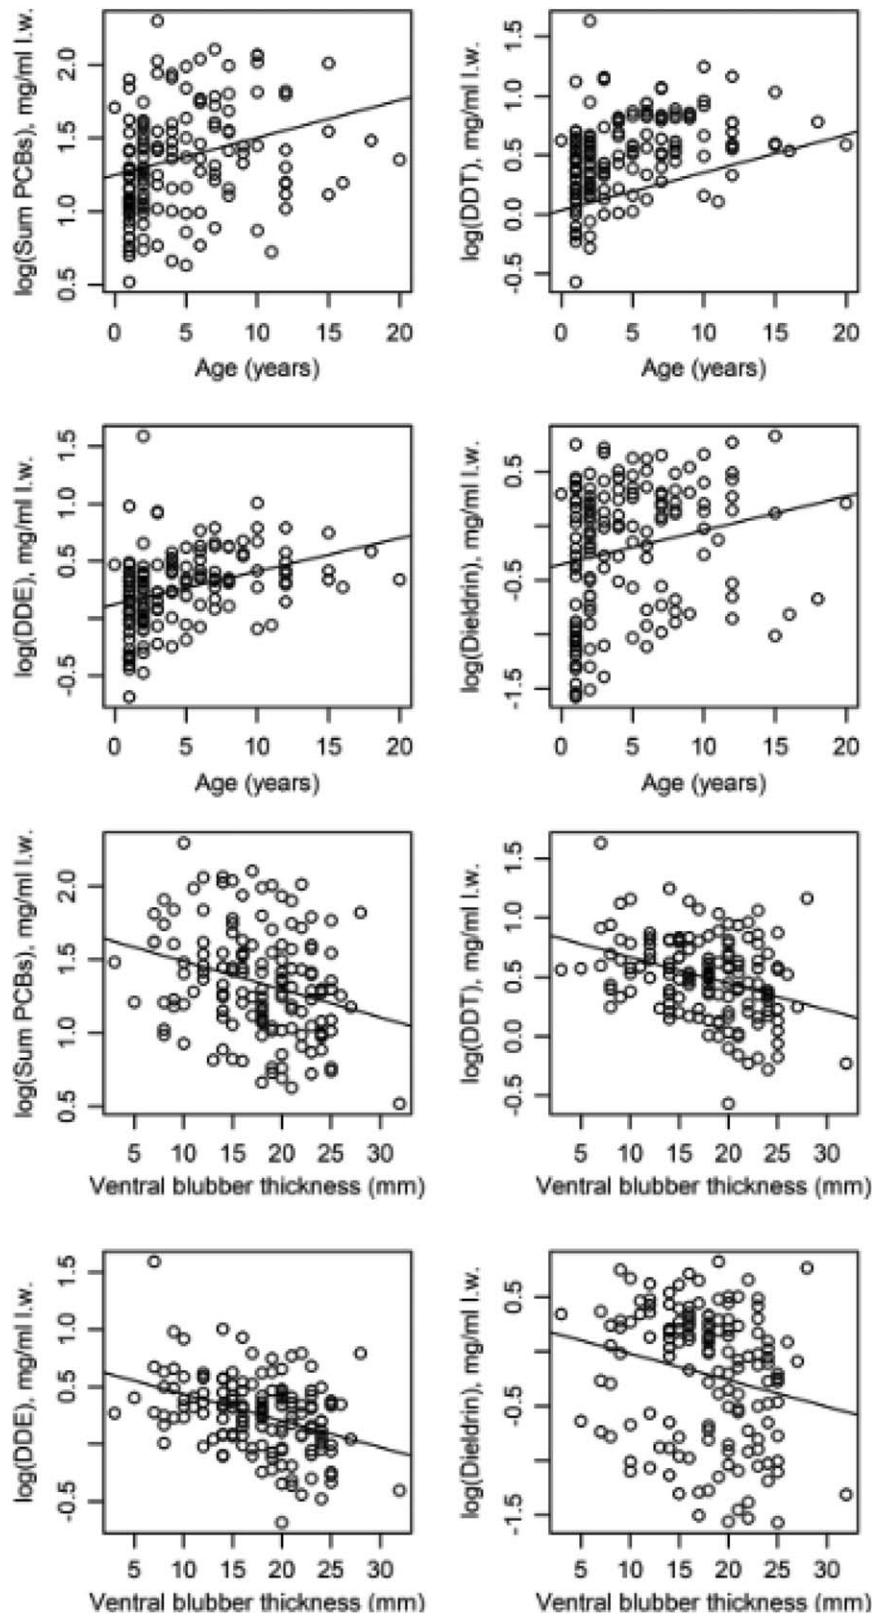 log(Sum PCBs), mg/ml l.w.
2.0
1.5
1.0
0.5
0 5 10 15 20
Age (years)
log(DDT), mg/ml l.w.
1.5
1.0
0.5
0.0
-0.5
0 5 10 15 20
Age (years)
log(DDE), mg/ml l.w.
1.5
1.0
0.5
-0.5
0 5 10 15 20
Age (years)
log(Dieldrin), mg/ml l.w.
0.5
-0.5
-1.5
0 5 10 15 20
Age (years)
log(Sum PCBs), mg/ml l.w.
2.0
1.5
1.0
0.5
5 10 15 20 25 30
Ventral blubber thickness (mm)
log(DDT), mg/ml l.w.
1.5
1.0
0.5
0.0
-0.5
5 10 15 20 25 30
Ventral blubber thickness (mm)
log(DDE), mg/ml l.w.
1.5
1.0
0.5
-0.5
5 10 15 20 25 30
Ventral blubber thickness (mm)
log(Dieldrin), mg/ml l.w.
0.5
-0.5
-1.5
5 10 15 20 25 30
Ventral blubber thickness (mm)